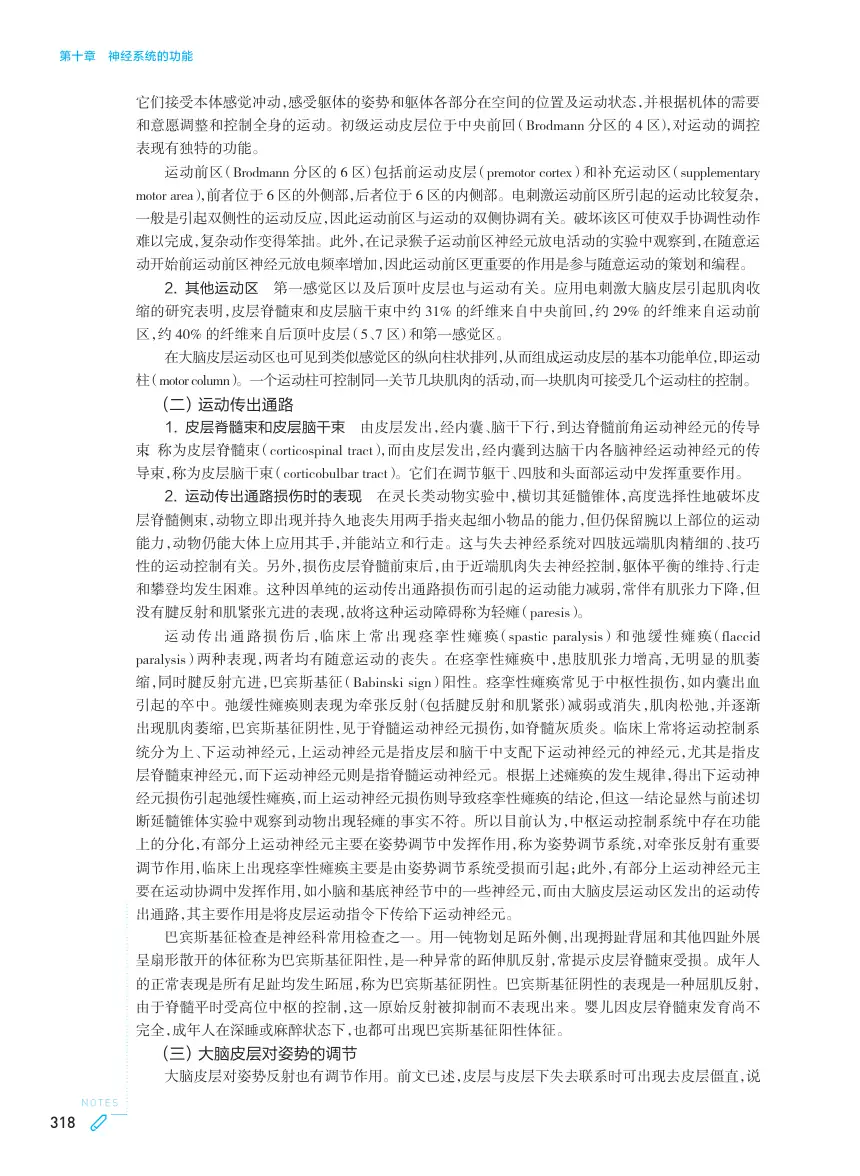 第十章 神经系统的功能
它们接受本体感觉冲动,感受躯体的姿势和躯体各部分在空间的位置及运动状态,并根据机体的需要
和意愿调整和控制全身的运动。初级运动皮层位于中央前回(Brodmann 分区的 4 区),对运动的调控
表现有独特的功能。
运动前区(Brodmann 分区的 6 区)包括前运动皮层(premotor cortex)和补充运动区(supplementary
motor area),前者位于 6 区的外侧部,后者位于 6 区的内侧部。电刺激运动前区所引起的运动比较复杂,
一般是引起双侧性的运动反应,因此运动前区与运动的双侧协调有关。破坏该区可使双手协调性动作
难以完成,复杂动作变得笨拙。此外,在记录猴子运动前区神经元放电活动的实验中观察到,在随意运
动开始前运动前区神经元放电频率增加,因此运动前区更重要的作用是参与随意运动的策划和编程。
2. 其他运动区 第一感觉区以及后顶叶皮层也与运动有关。应用电刺激大脑皮层引起肌肉收
缩的研究表明,皮层脊髓束和皮层脑干束中约 31% 的纤维来自中央前回,约 29% 的纤维来自运动前
区,约 40% 的纤维来自后顶叶皮层(5、7 区)和第一感觉区。
在大脑皮层运动区也可见到类似感觉区的纵向柱状排列,从而组成运动皮层的基本功能单位,即运动
柱(motor column)。一个运动柱可控制同一关节几块肌肉的活动,而一块肌肉可接受几个运动柱的控制。
(二) 运动传出通路
1. 皮层脊髓束和皮层脑干束 由皮层发出,经内囊、脑干下行,到达脊髓前角运动神经元的传导
束 称为皮层脊髓束(corticospinal tract),而由皮层发出,经内囊到达脑干内各脑神经运动神经元的传
导束,称为皮层脑干束(corticobulbar tract)。它们在调节躯干、四肢和头面部运动中发挥重要作用。
2. 运动传出通路损伤时的表现 在灵长类动物实验中,横切其延髓锥体,高度选择性地破坏皮
层脊髓侧束,动物立即出现并持久地丧失用两手指夹起细小物品的能力,但仍保留腕以上部位的运动
能力,动物仍能大体上应用其手,并能站立和行走。这与失去神经系统对四肢远端肌肉精细的、技巧
性的运动控制有关。另外,损伤皮层脊髓前束后,由于近端肌肉失去神经控制,躯体平衡的维持、行走
和攀登均发生困难。这种因单纯的运动传出通路损伤而引起的运动能力减弱,常伴有肌张力下降,但
没有腱反射和肌紧张亢进的表现,故将这种运动障碍称为轻瘫(paresis)。
运动传出通路损伤后,临床上常出现痉挛性瘫痪(spastic paralysis)和弛缓性瘫痪(flaccid
paralysis)两种表现,两者均有随意运动的丧失。在痉挛性瘫痪中,患肢肌张力增高,无明显的肌萎
缩,同时腱反射亢进,巴宾斯基征(Babinski sign)阳性。痉挛性瘫痪常见于中枢性损伤,如内囊出血
引起的卒中。弛缓性瘫痪则表现为牵张反射(包括腱反射和肌紧张)减弱或消失,肌肉松弛,并逐渐
出现肌肉萎缩,巴宾斯基征阴性,见于脊髓运动神经元损伤,如脊髓灰质炎。临床上常将运动控制系
统分为上、下运动神经元,上运动神经元是指皮层和脑干中支配下运动神经元的神经元,尤其是指皮
层脊髓束神经元,而下运动神经元则是指脊髓运动神经元。根据上述瘫痪的发生规律,得出下运动神
经元损伤引起弛缓性瘫痪,而上运动神经元损伤则导致痉挛性瘫痪的结论,但这一结论显然与前述切
断延髓锥体实验中观察到动物出现轻瘫的事实不符。所以目前认为,中枢运动控制系统中存在功能
上的分化,有部分上运动神经元主要在姿势调节中发挥作用,称为姿势调节系统,对牵张反射有重要
调节作用,临床上出现痉挛性瘫痪主要是由姿势调节系统受损而引起;此外,有部分上运动神经元主
要在运动协调中发挥作用,如小脑和基底神经节中的一些神经元,而由大脑皮层运动区发出的运动传
出通路,其主要作用是将皮层运动指令下传给下运动神经元。
巴宾斯基征检查是神经科常用检查之一。用一钝物划足跖外侧,出现拇趾背屈和其他四趾外展
呈扇形散开的体征称为巴宾斯基征阳性,是一种异常的跖伸肌反射,常提示皮层脊髓束受损。成年人
的正常表现是所有足趾均发生跖屈,称为巴宾斯基征阴性。巴宾斯基征阴性的表现是一种屈肌反射,
由于脊髓平时受高位中枢的控制,这一原始反射被抑制而不表现出来。婴儿因皮层脊髓束发育尚不
完全,成年人在深睡或麻醉状态下,也都可出现巴宾斯基征阳性体征。
(三) 大脑皮层对姿势的调节
大脑皮层对姿势反射也有调节作用。前文已述,皮层与皮层下失去联系时可出现去皮层僵直,说
NOTES
318